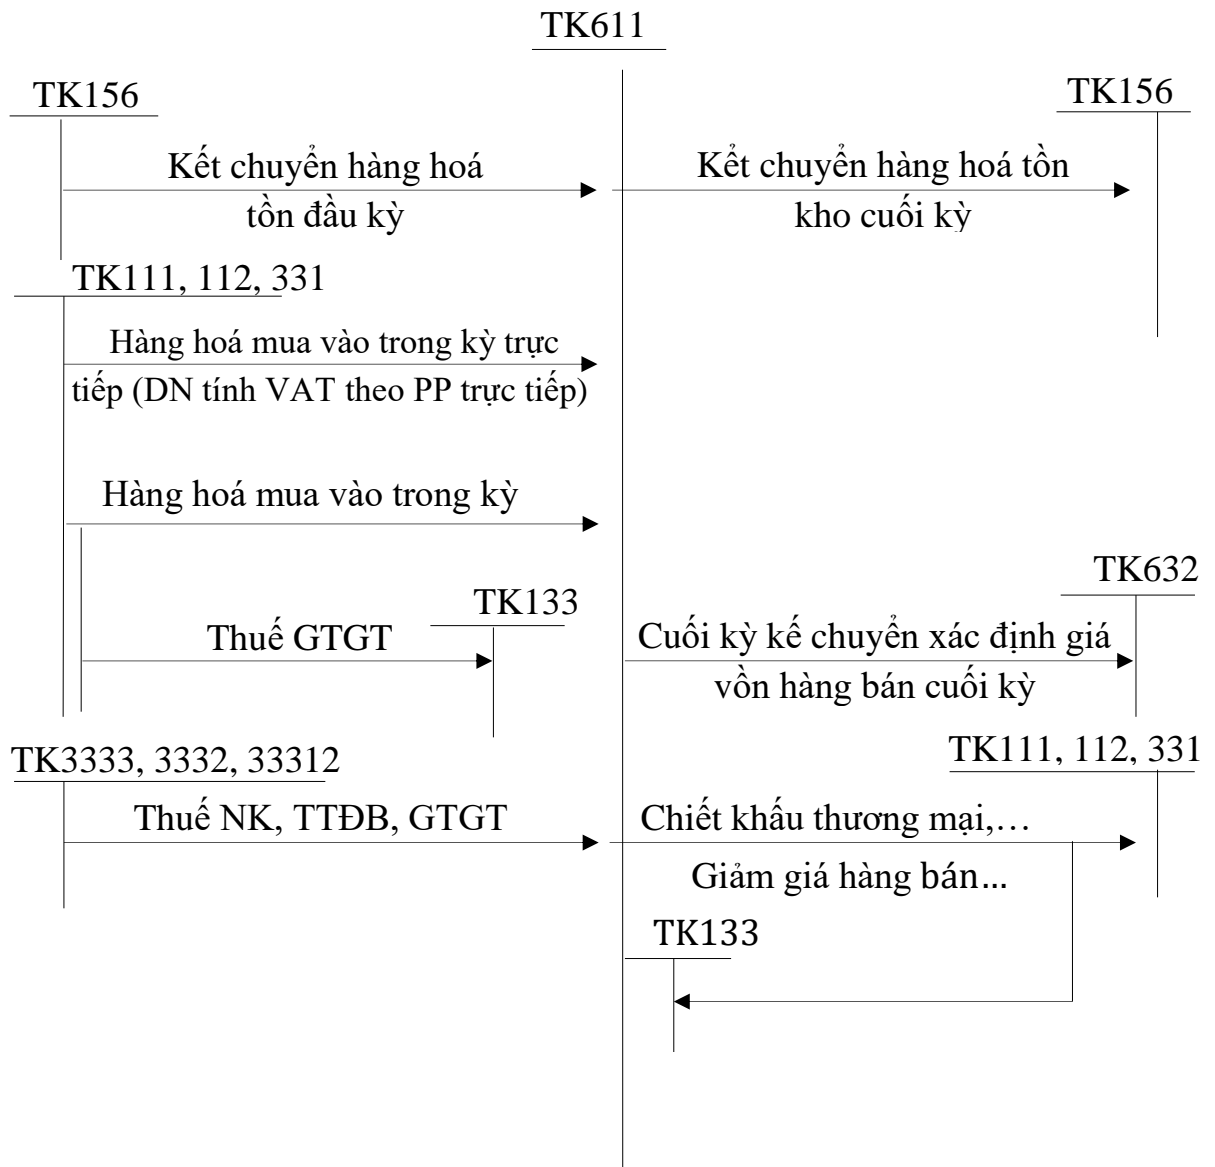 TK611
TK156
TK156
Kết chuyển hàng hoá
tồn đầu kỳ
Kểt chuyển hàng hoá tồn
kho cuối kỳ
TK111, 112, 331
Hàng hoá mua vào trong kỳ trực
tiếp (DN tính VAT theo PP trực tiếp)
Hàng hoá mua vào trong kỳ
TK632
TK133
Thuế GTGT
Cuối kỳ kế chuyển xác định giá
vồn hàng bán cuối kỳ
TK3333, 3332, 33312
TK111, 112, 331
Thuế NK, TTĐB, GTGT
Chiết khấu thương mại,...
Giảm giá hàng bán...
TK133